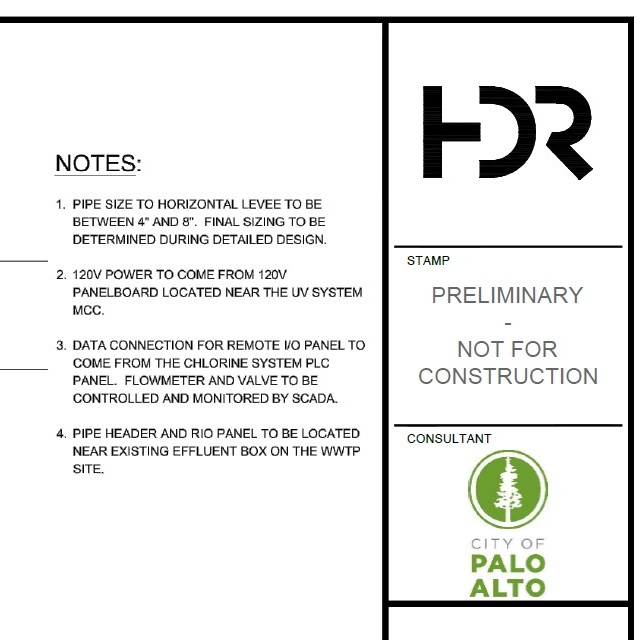 NOTES:
1. PIPE SIZE TO HORIZONTAL LEVEE TO BE
BETWEEN 4" AND 8". FINAL SIZING TO BE
DETERMINED DURING DETAILED DESIGN.
2. 120V POWER TO COME FROM 120V
PANELBOARD LOCATED NEAR THE UV SYSTEM
MCC.
3. DATA CONNECTION FOR REMOTE I/O PANEL TO
COME FROM THE CHLORINE SYSTEM PLC
PANEL. FLOWMETER AND VALVE TO BE
CONTROLLED AND MONITORED BY SCADA.
4. PIPE HEADER AND RIO PANEL TO BE LOCATED
NEAR EXISTING EFFLUENT BOX ON THE WWTP
SITE.
HDR
STAMP
PRELIMINARY
-
NOT FOR
CONSTRUCTION
CONSULTANT
CITY OF
PALO
ALTO